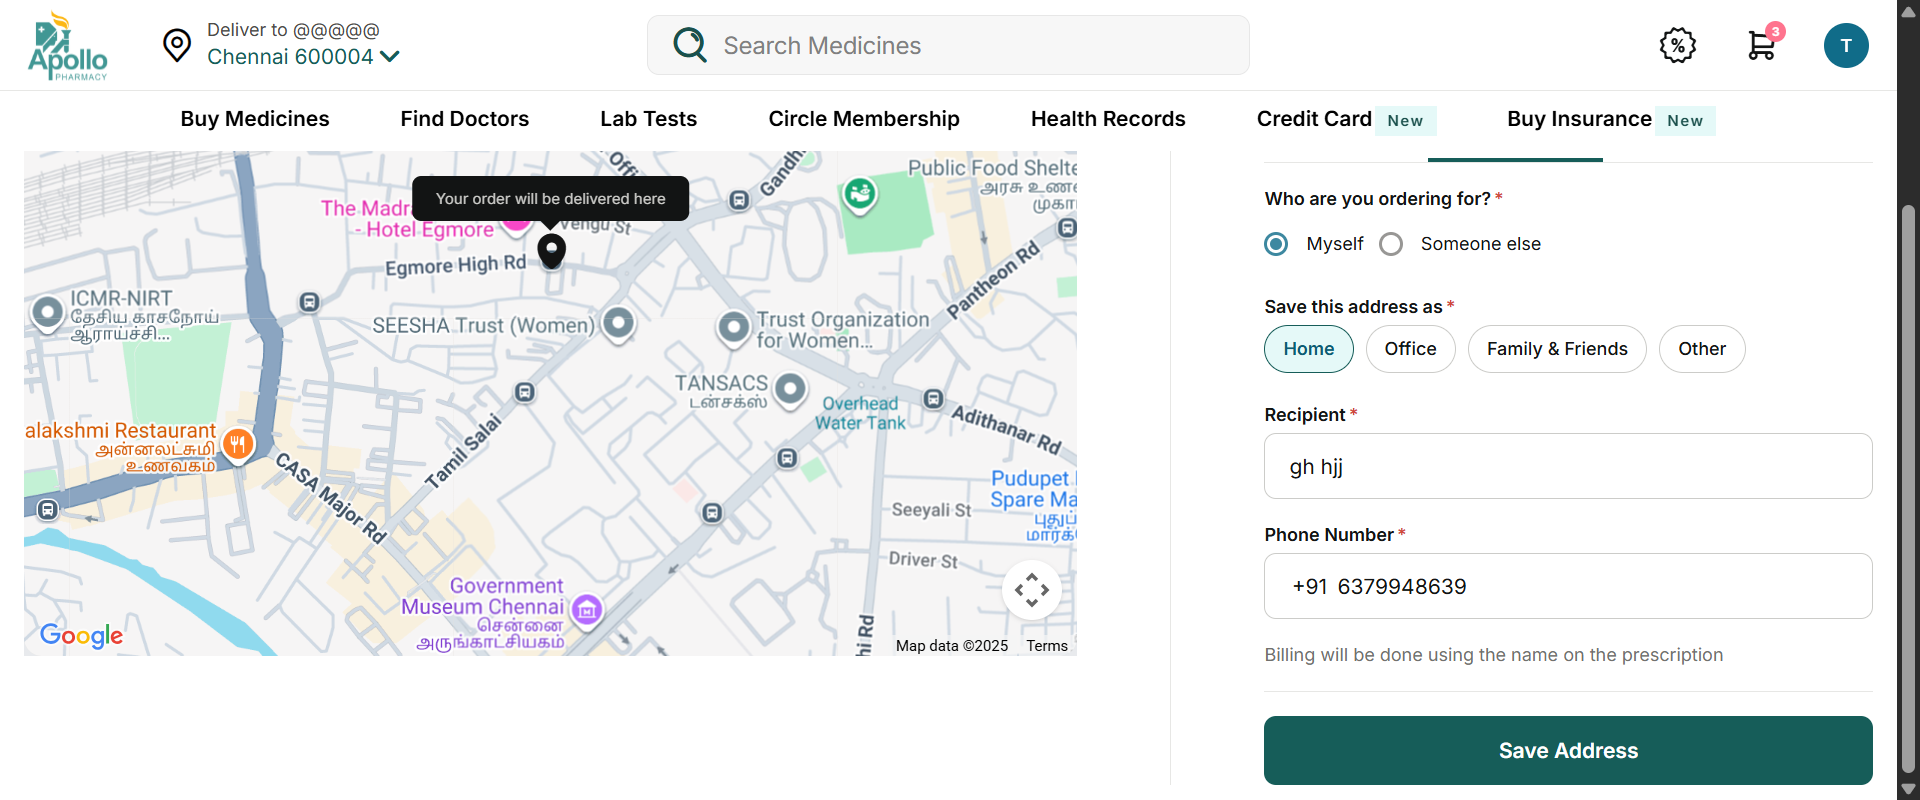 Apollo
PHARMACY
Deliver to @@@@@
Chennai 600004
Search Medicines
%
3
T
Buy Medicines
Find Doctors
Lab Tests
Circle Membership
Health Records
Credit Card New
Buy Insurance New
Your order will be delivered here
The Madra
- Hotel Egmore
Vengu St
Egmore High Rd
Gandh
Public Food Shelte
அரசு உண
முகா
Pantheon Rd
ICMR-NIRT
தேசிய காசநோய்
ஆராய்ச்சி...
SEESHA Trust (Women)
Trust Organization
for Women...
TANSACS
டன்சக்ஸ்
Overhead
Water Tank
Adithanar Rd
alakshmi Restaurant
அன்னலட்சுமி
உணவகம்
CASA Major Rd
Tamil Salai
Pudupet
Spare Ma
புதுப்
மார்க்
Seeyali St
Driver St
Government
Museum Chennai
சென்னை
அருங்காட்சியகம்
hi Rd
Google
Map data ©2025 Terms
Who are you ordering for? *
Myself
Someone else
Save this address as *
Home
Office
Family & Friends
Other
Recipient *
gh hjj
Phone Number *
+91 6379948639
Billing will be done using the name on the prescription
Save Address